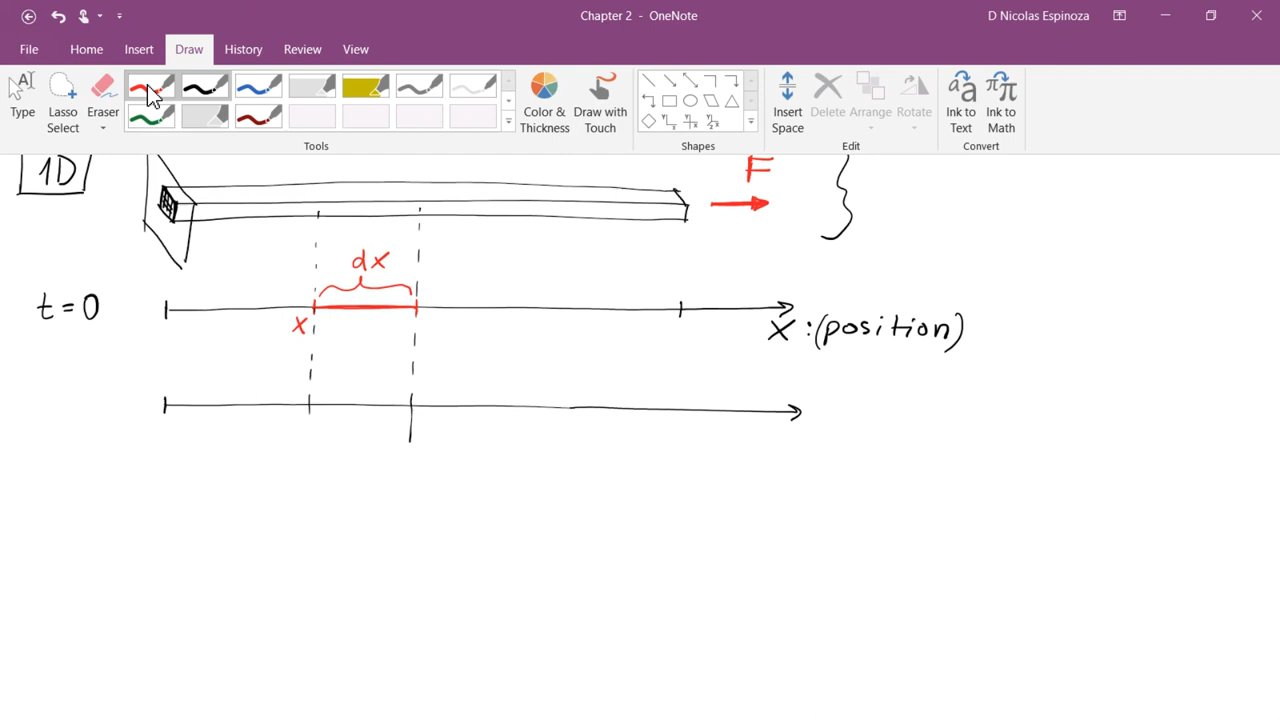 Chapter 2 - OneNote
D Nicolas Espinoza
File Home Insert Draw History Review View
Type
Lasso Select
Eraser
Color & Thickness
Draw with Touch
Insert Space
Delete
Arrange
Rotate
Ink to Text
Ink to Math
Tools
Shapes
Edit
Convert
1D
F
dx
t=0
x
x :(position)